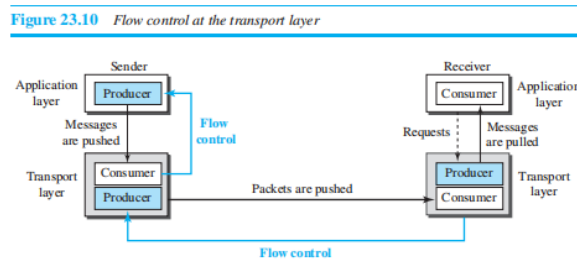 Figure 23.10 Flow control at the transport layer
Sender
Receiver
Application
layer
Producer
Consumer
Application
layer
Messages
are pushed
Flow
control
Requests
Messages
are pulled
Transport
layer
Consumer
Producer
Packets are pushed
Producer
Consumer
Transport
layer
Flow control